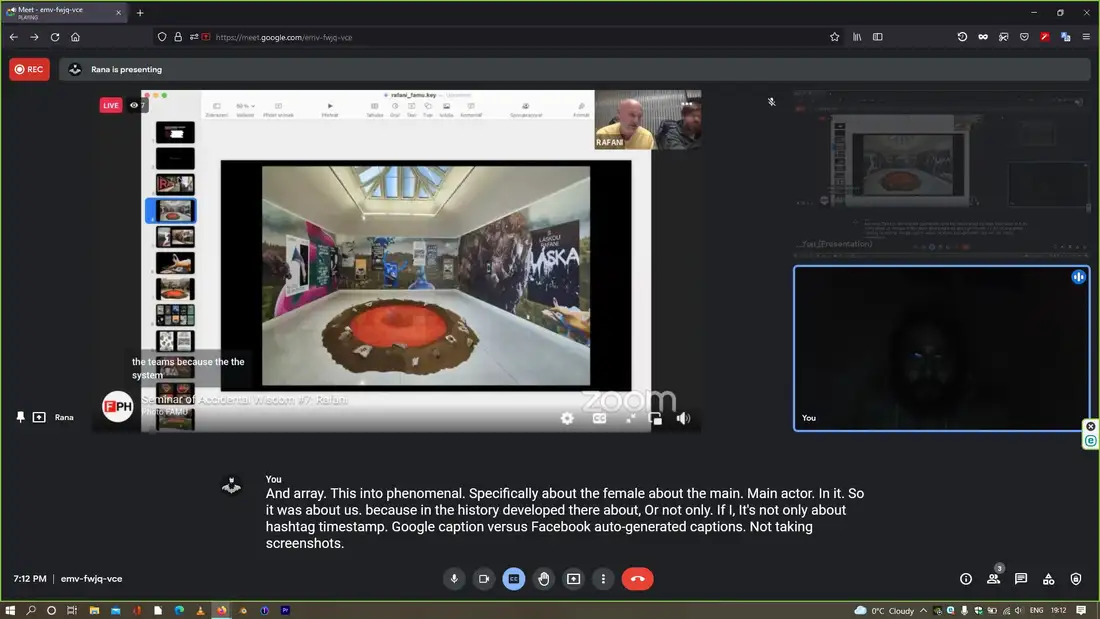 Meet - emv-fwjq-vce
PLAYING
https://meet.google.com/emv-fwjq-vce
REC
Rana is presenting
LIVE
7
rafani_famu.key
RAFANI
S
LÁSKOU
RAFANI
LÁSKA
the teams because the the
system
zoom
FPH
Seminar of Accidental Wisdom #7: Rafani
Photo FAMU
Rana
(Presentation)
You
You
And array. This into phenomenal. Specifically about the female about the main. Main actor. In it. So
it was about us. because in the history developed there about, Or not only. If I, It's not only about
hashtag timestamp. Google caption versus Facebook auto-generated captions. Not taking
screenshots.
7:12 PM | emv-fwjq-vce
3
0°C Cloudy
ENG
19:12